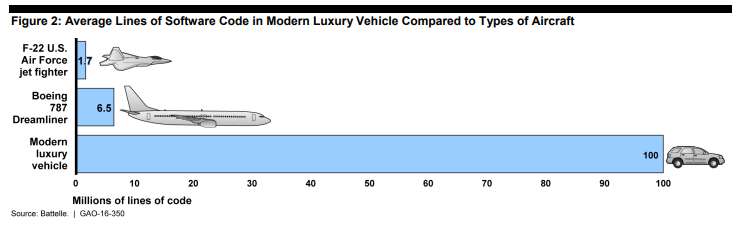 Figure 2: Average Lines of Software Code in Modern Luxury Vehicle Compared to Types of Aircraft
F-22 U.S.
Air Force
jet fighter
1.7
Boeing
787
Dreamliner
6.5
Modern
luxury
vehicle
100
0 10 20 30 40 50 60 70 80 90 100
Millions of lines of code
Source: Battelle. | GAO-16-350